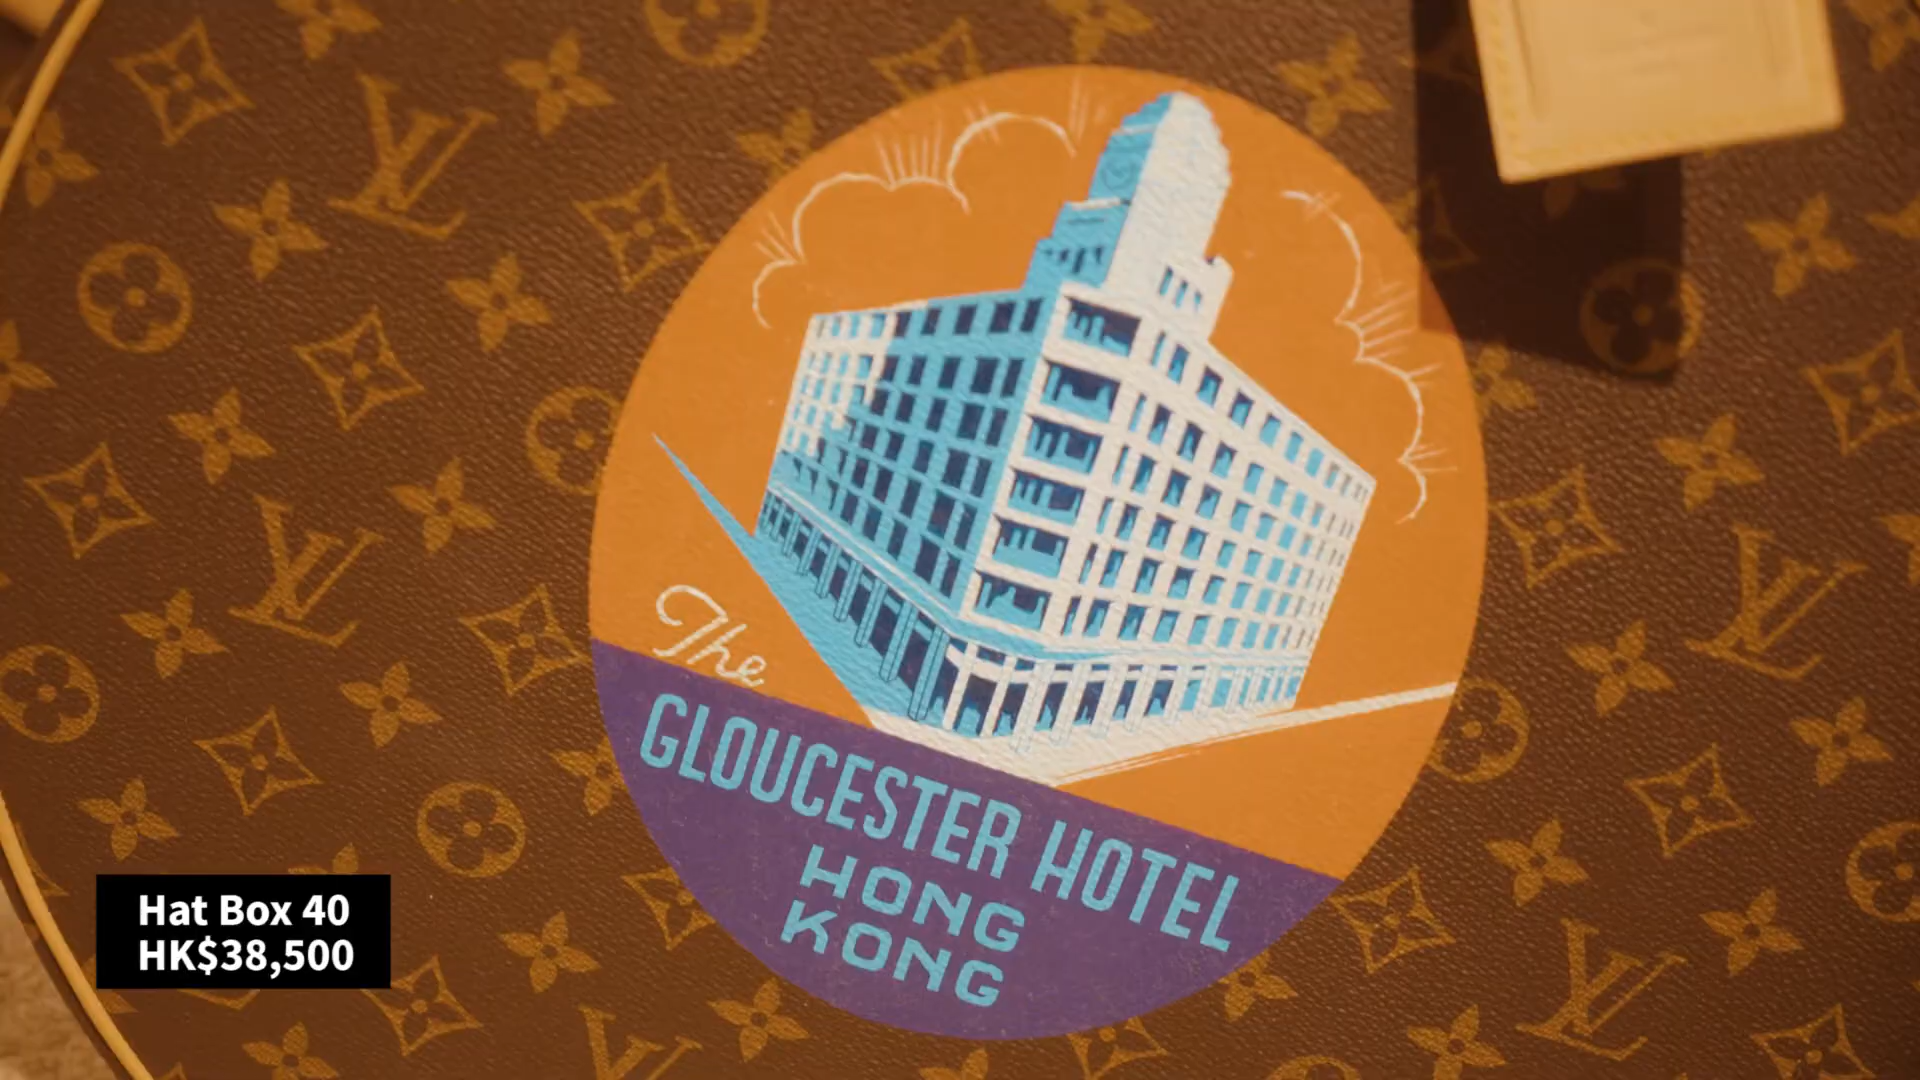 The
GLOUCESTER HOTEL
HONG
KONG
Hat Box 40
HK$38,500